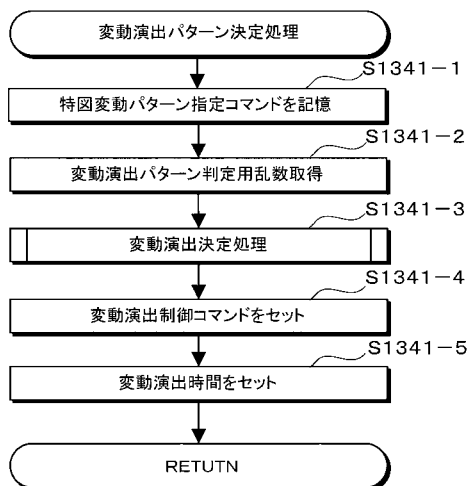 変動演出パターン決定処理
S1341-1
特図変動パターン指定コマンドを記憶
S1341-2
変動演出パターン判定用乱数取得
S1341-3
変動演出決定処理
S1341-4
変動演出制御コマンドをセット
S1341-5
変動演出時間をセット
RETUTN